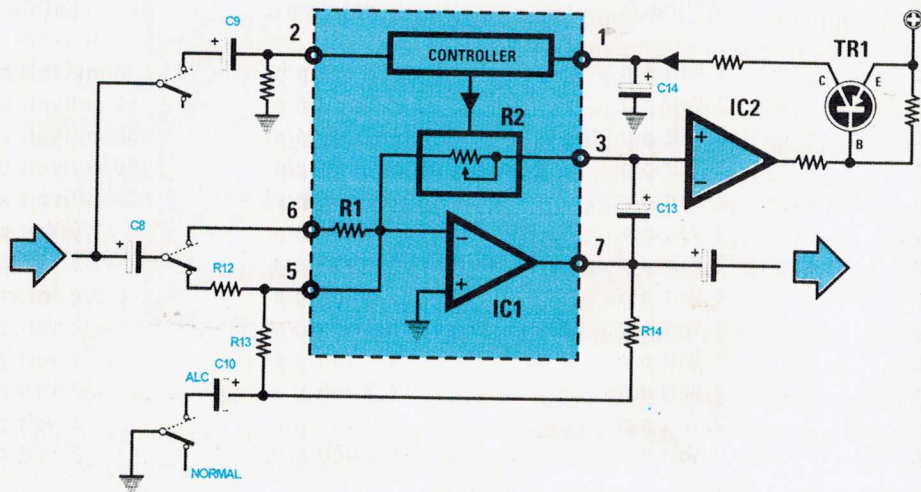 C9
2
CONTROLLER
1
TR1
C
E
+
C14
+
IC2
R2
B
3
+
−
C8
+
6
R1
+
C13
R12
5
−
+
IC1
7
+
R13
R14
ALC
C10
+
NORMAL